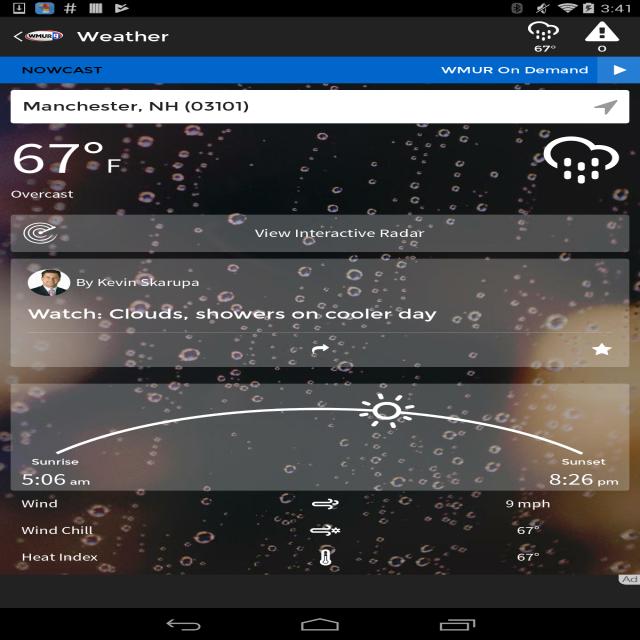 3:41
WMUR 9 Weather
67° 0
NOWCAST WMUR On Demand
Manchester, NH (03101)
67°F
Overcast
View Interactive Radar
By Kevin Skarupa
Watch: Clouds, showers on cooler day
Sunrise Sunset
5:06 am 8:26 pm
Wind 9 mph
Wind Chill 67°
Heat Index 67°
Ad